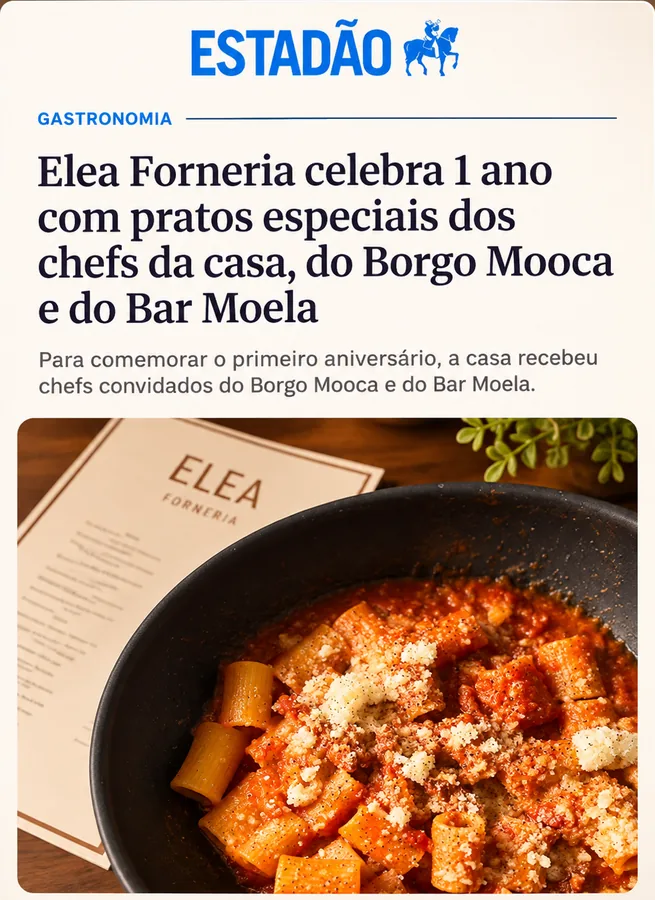 ESTADÃO
GASTRONOMIA
Elea Forneria celebra 1 ano
com pratos especiais dos
chefs da casa, do Borgo Mooca
e do Bar Moela
Para comemorar o primeiro aniversário, a casa recebeu
chefs convidados do Borgo Mooca e do Bar Moela.
ELEA
FORNERIA